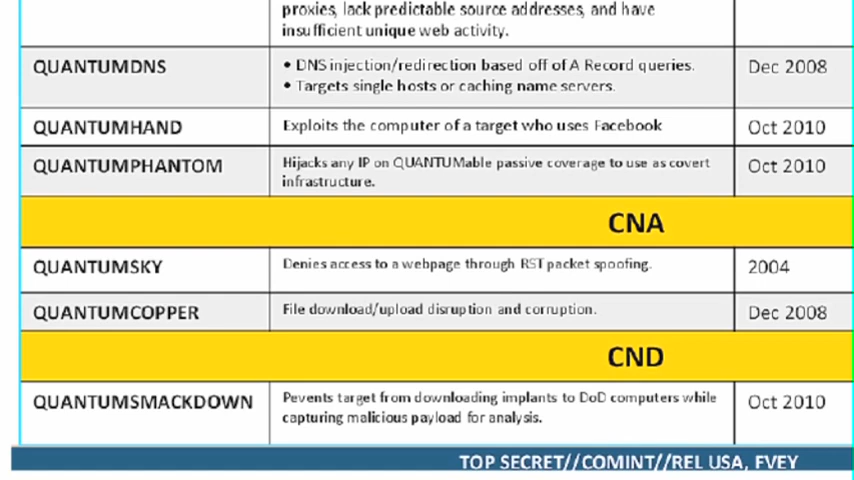 proxies, lack predictable source addresses, and have
insufficient unique web activity.
QUANTUMDNS
• DNS injection/redirection based off of A Record queries.
• Targets single hosts or caching name servers.
Dec 2008
QUANTUMHAND
Exploits the computer of a target who uses Facebook
Oct 2010
QUANTUMPHANTOM
Hijacks any IP on QUANTUMable passive coverage to use as covert
infrastructure.
Oct 2010
CNA
QUANTUMSKY
Denies access to a webpage through RST packet spoofing.
2004
QUANTUMCOPPER
File download/upload disruption and corruption.
Dec 2008
CND
QUANTUMSMACKDOWN
Pevents target from downloading implants to DoD computers while
capturing malicious payload for analysis.
Oct 2010
TOP SECRET//COMINT//REL USA, FVEY